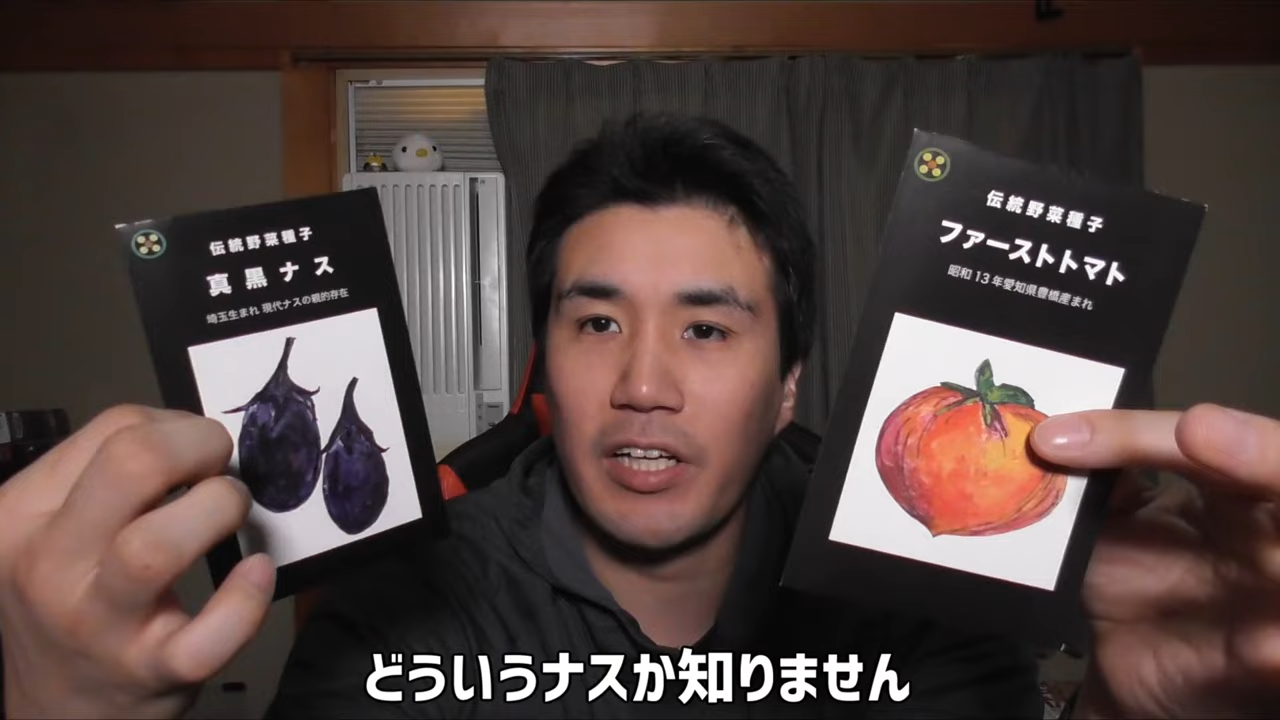 伝統野菜種子
真黒ナス
埼玉生まれ 現代ナスの親的存在
伝統野菜種子
ファーストトマト
昭和13年愛知県豊橋産まれ
どういうナスか知りません